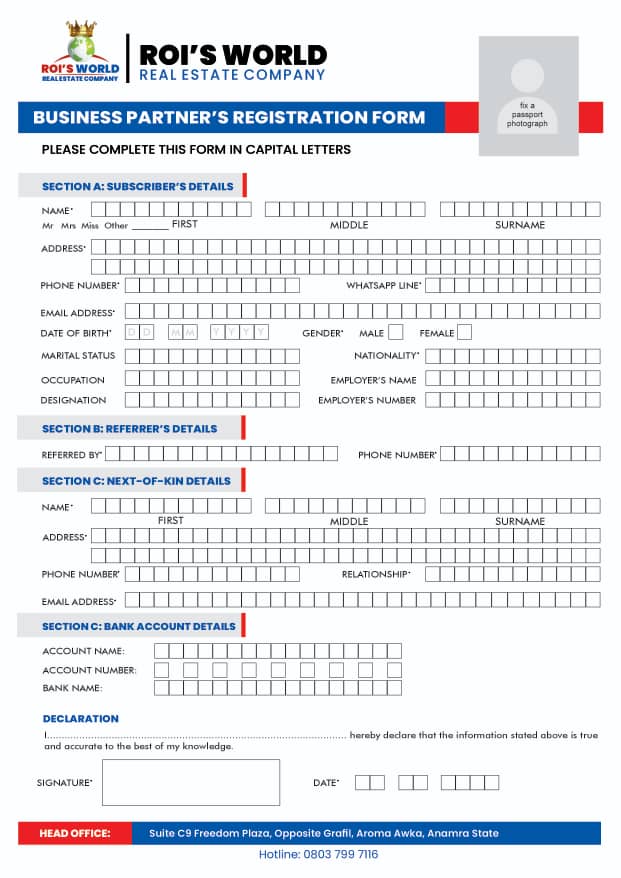 ROI'S WORLD
REAL ESTATE COMPANY
ROI'S WORLD
REAL ESTATE COMPANY
BUSINESS PARTNER'S REGISTRATION FORM
fix a
passport
photograph
PLEASE COMPLETE THIS FORM IN CAPITAL LETTERS
SECTION A: SUBSCRIBER'S DETAILS
NAME*
Mr Mrs Miss Other ________ FIRST MIDDLE SURNAME
ADDRESS*
PHONE NUMBER* WHATSAPP LINE*
EMAIL ADDRESS*
DATE OF BIRTH* D D M M Y Y Y Y GENDER* MALE FEMALE
MARITAL STATUS NATIONALITY*
OCCUPATION EMPLOYER'S NAME
DESIGNATION EMPLOYER'S NUMBER
SECTION B: REFERRER'S DETAILS
REFERRED BY* PHONE NUMBER*
SECTION C: NEXT-OF-KIN DETAILS
NAME*
FIRST MIDDLE SURNAME
ADDRESS*
PHONE NUMBER* RELATIONSHIP*
EMAIL ADDRESS*
SECTION C: BANK ACCOUNT DETAILS
ACCOUNT NAME:
ACCOUNT NUMBER:
BANK NAME:
DECLARATION
I.................................................................................... hereby declare that the information stated above is true
and accurate to the best of my knowledge.
SIGNATURE* DATE*
HEAD OFFICE: Suite C9 Freedom Plaza, Opposite Grafil, Aroma Awka, Anamra State
Hotline: 0803 799 7116